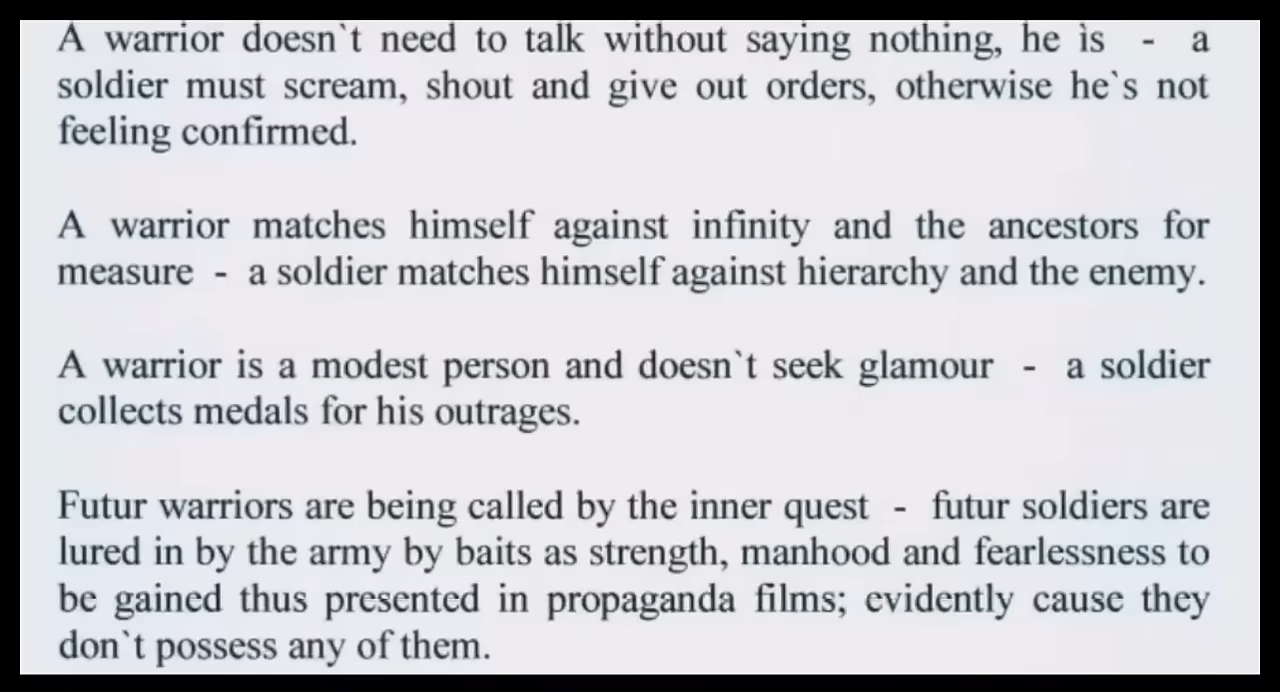 A warrior doesn`t need to talk without saying nothing, he is - a
soldier must scream, shout and give out orders, otherwise he`s not
feeling confirmed.
A warrior matches himself against infinity and the ancestors for
measure - a soldier matches himself against hierarchy and the enemy.
A warrior is a modest person and doesn`t seek glamour - a soldier
collects medals for his outrages.
Futur warriors are being called by the inner quest - futur soldiers are
lured in by the army by baits as strength, manhood and fearlessness to
be gained thus presented in propaganda films; evidently cause they
don`t possess any of them.